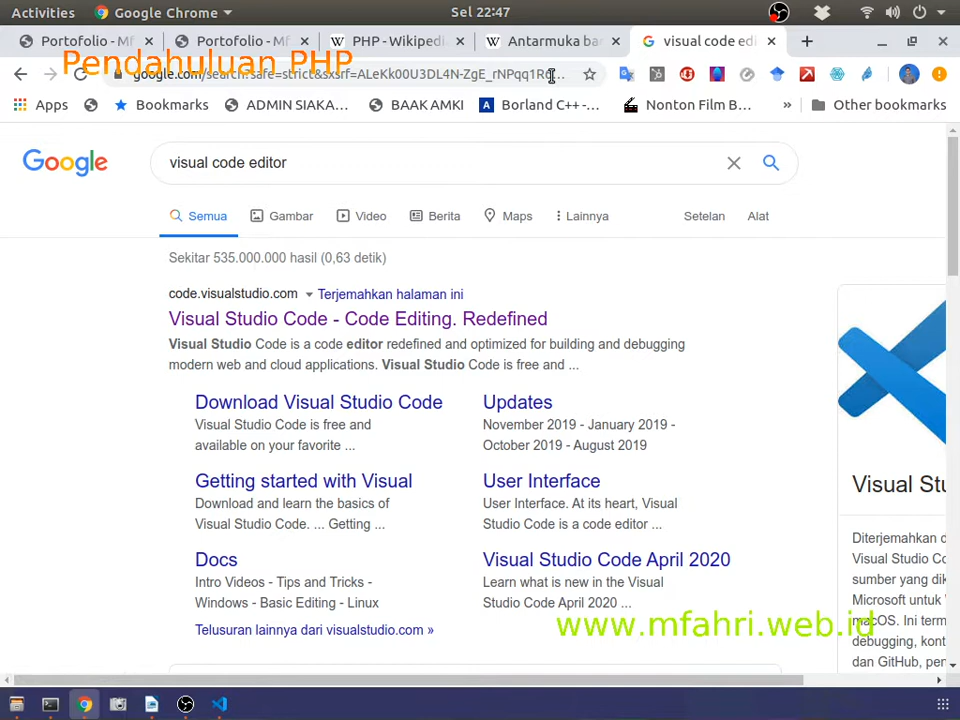 Activities Google Chrome Sel 22:47
Portofolio - Mf Portofolio - Mf PHP - Wikipedi Antarmuka ba visual code edi
Pendahuluan PHP
google.com/search?safe=strict&sxsrf=ALeKk00U3DL4N-ZgE_rNPqq1R
Apps Bookmarks ADMIN SIAKA... BAAK AMKI Borland C++ -... Nonton Film B... » Other bookmarks
Google visual code editor
Semua Gambar Video Berita Maps Lainnya Setelan Alat
Sekitar 535.000.000 hasil (0,63 detik)
code.visualstudio.com Terjemahkan halaman ini
Visual Studio Code - Code Editing. Redefined
Visual Studio Code is a code editor redefined and optimized for building and debugging
modern web and cloud applications. Visual Studio Code is free and ...
Download Visual Studio Code
Visual Studio Code is free and
available on your favorite ...
Updates
November 2019 - January 2019 -
October 2019 - August 2019
Getting started with Visual
Download and learn the basics of
Visual Studio Code. ... Getting ...
User Interface
User Interface. At its heart, Visual
Studio Code is a code editor ...
Docs
Intro Videos - Tips and Tricks -
Windows - Basic Editing - Linux
Visual Studio Code April 2020
Learn what is new in the Visual
Studio Code April 2020 ...
Telusuran lainnya dari visualstudio.com »
Visual Stu
Diterjemahkan d
Visual Studio Co
sumber yang dik
Microsoft untuk
macOS. Ini term
debugging, kont
dan GitHub, pen
www.mfahri.web.id